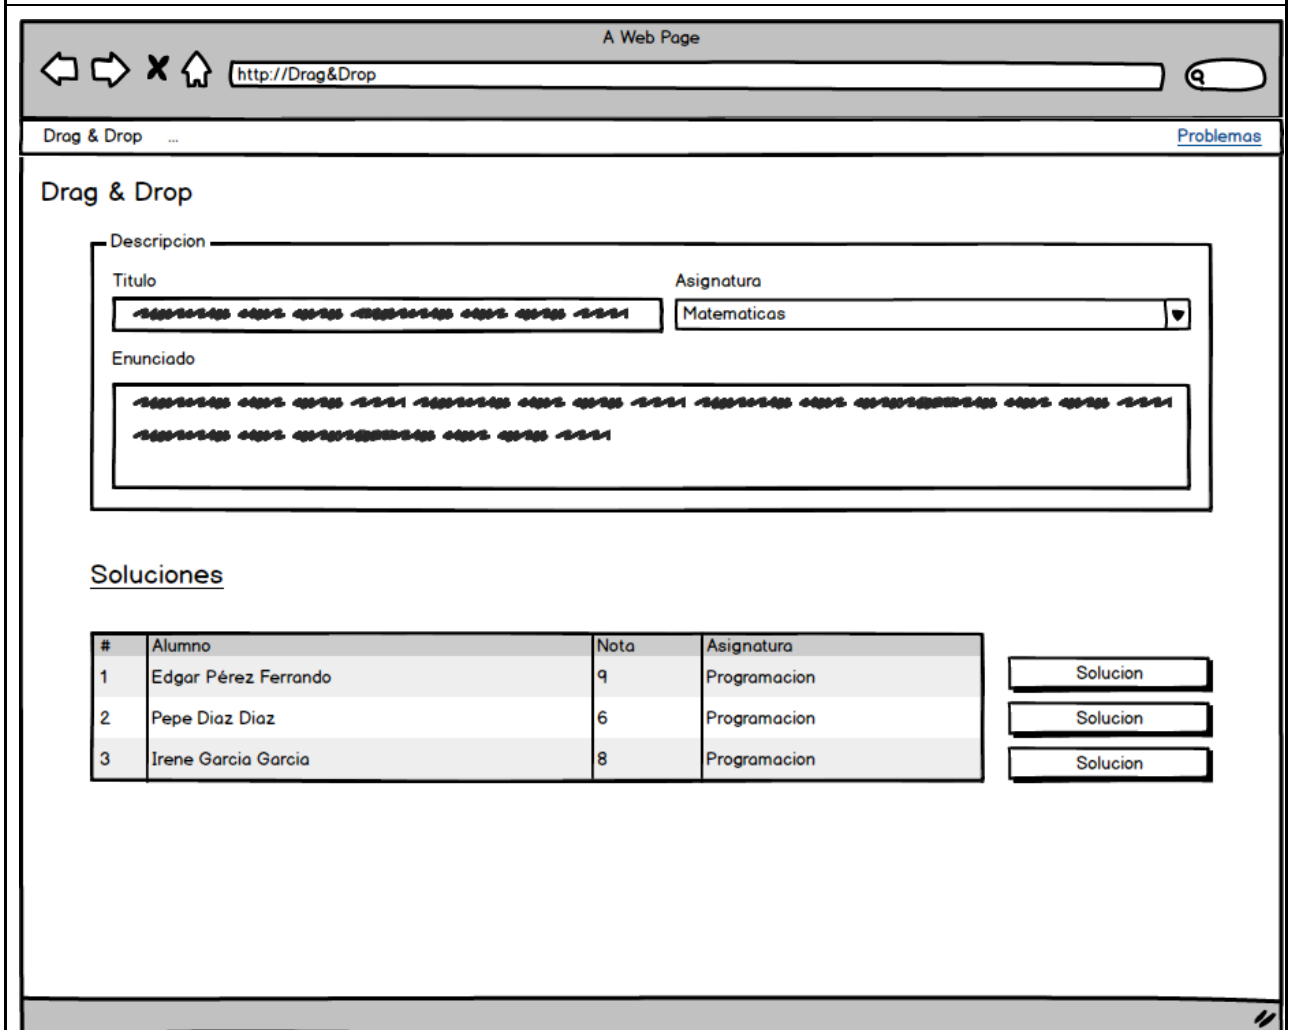 A Web Page
http://Drag&Drop
Drag & Drop ... Problemas
Drag & Drop
Descripcion
Titulo Asignatura
Matematicas
Enunciado
Soluciones
# Alumno Nota Asignatura
1 Edgar Pérez Ferrando 9 Programacion Solucion
2 Pepe Diaz Diaz 6 Programacion Solucion
3 Irene Garcia Garcia 8 Programacion Solucion